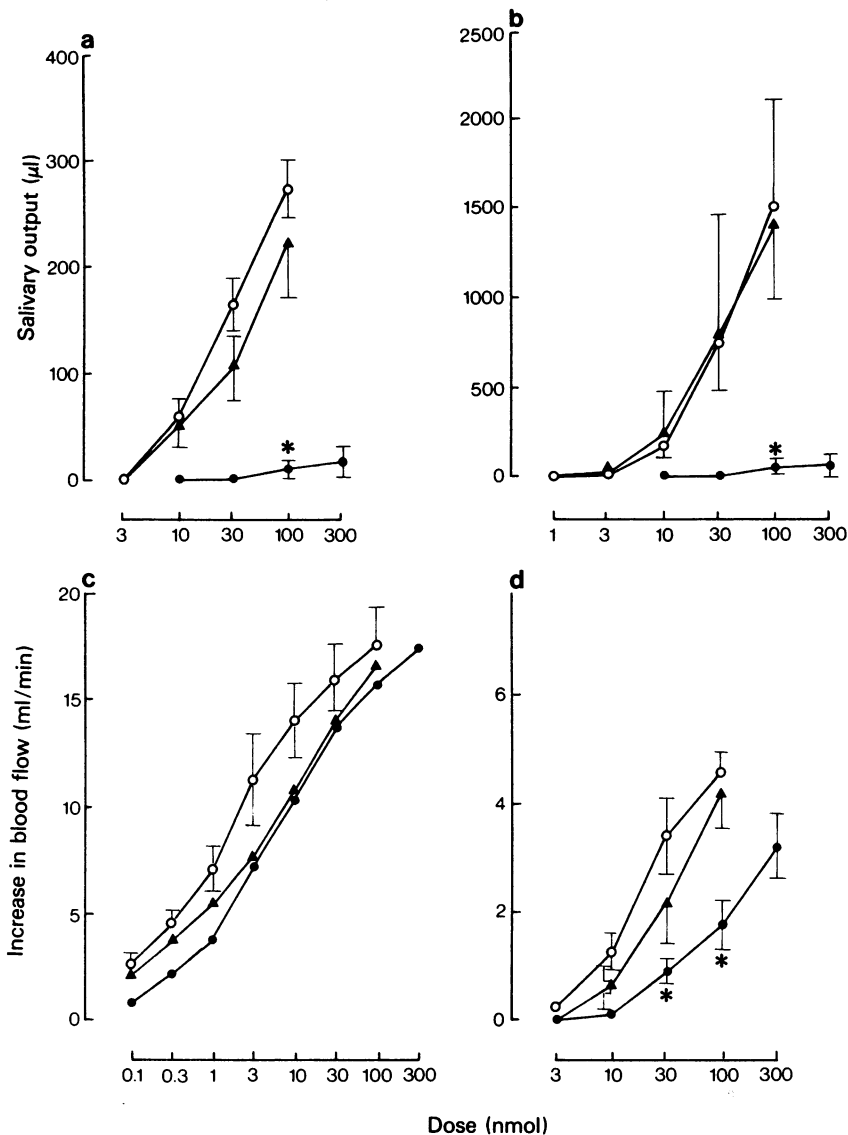 a
400
300
200
100
0
Salivary output (μl)
*
3 10 30 100 300
b
2500
2000
1500
1000
500
0
*
1 3 10 30 100 300
c
20
15
10
5
0
Increase in blood flow (ml/min)
0.1 0.3 1 3 10 30 100 300
d
6
4
2
0
*
*
3 10 30 100 300
Dose (nmol)